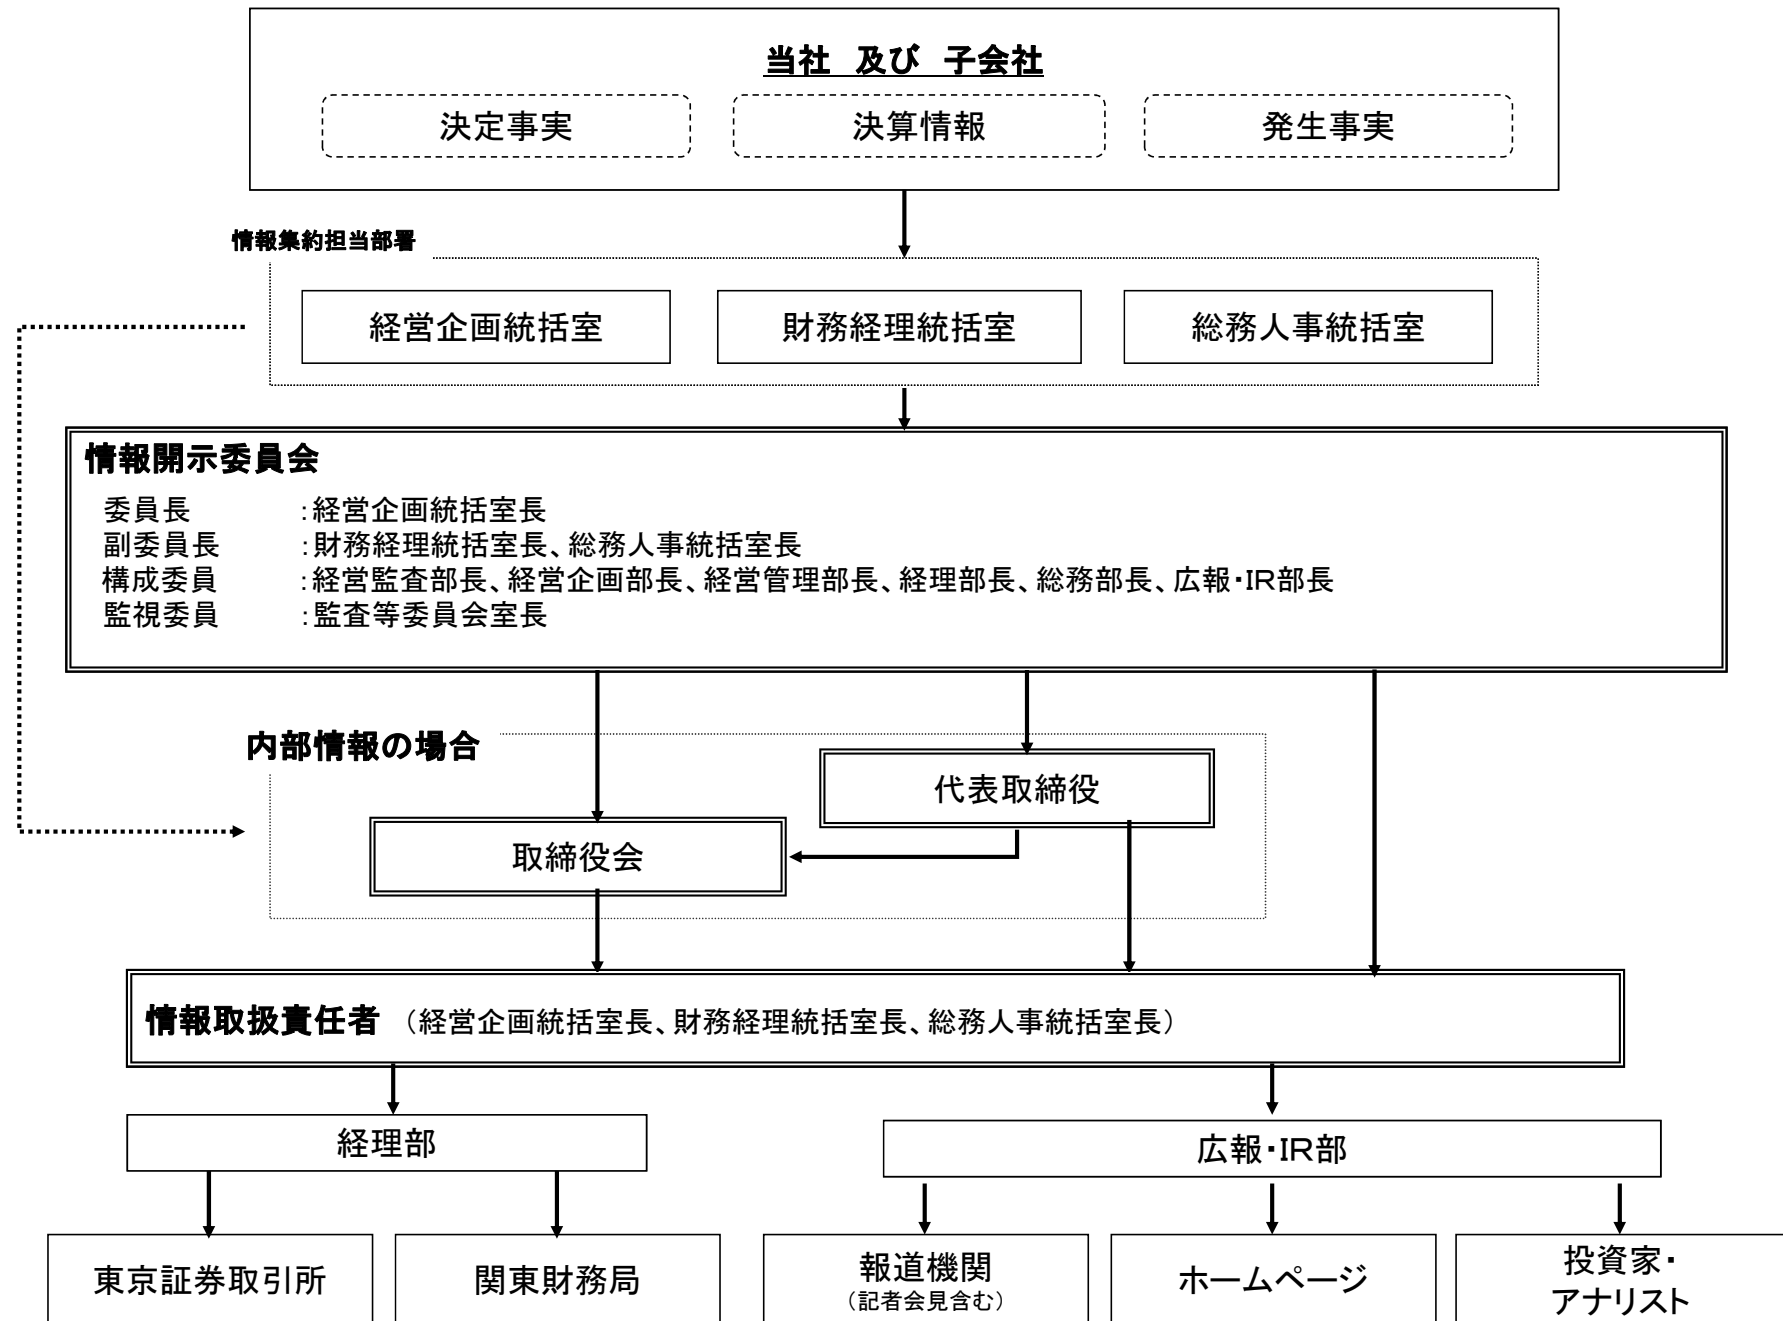 当社　及び　子会社
決定事実
決算情報
発生事実
情報集約担当部署
経営企画統括室
財務経理統括室
総務人事統括室
情報開示委員会
委員長　：経営企画統括室長
副委員長　：財務経理統括室長、総務人事統括室長
構成委員　：経営監査部長、経営企画部長、経営管理部長、経理部長、総務部長、広報・IR部長
監視委員　：監査等委員会室長
内部情報の場合
代表取締役
取締役会
情報取扱責任者　（経営企画統括室長、財務経理統括室長、総務人事統括室長）
経理部
広報・IR部
東京証券取引所
関東財務局
報道機関
（記者会見含む）
ホームページ
投資家・
アナリスト